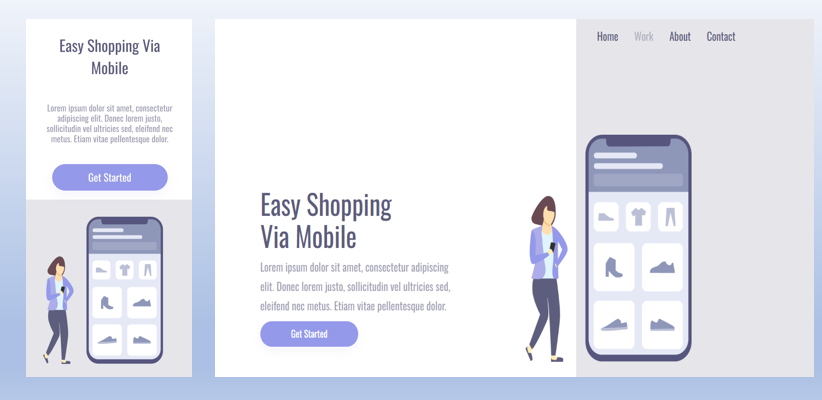 Easy Shopping Via
Mobile
Lorem ipsum dolor sit amet, consectetur
adipiscing elit. Donec lorem justo,
sollicitudin vel ultricies sed, eleifend nec
metus. Etiam vitae pellentesque dolor.
Get Started
Home Work About Contact
Easy Shopping
Via Mobile
Lorem ipsum dolor sit amet, consectetur adipiscing
elit. Donec lorem justo, sollicitudin vel ultricies sed,
eleifend nec metus. Etiam vitae pellentesque dolor.
Get Started